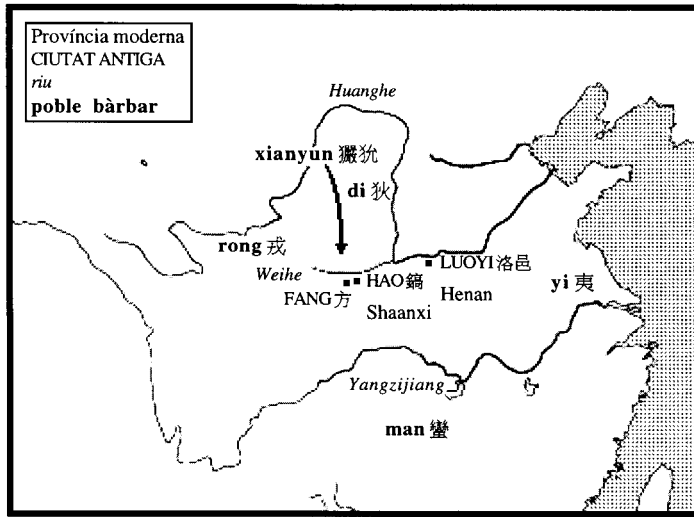 Província moderna
CIUTAT ANTIGA
riu
poble bàrbar
Huanghe
xianyun 玁狁
di 狄
rong 戎
Weihe
LUOYI 洛邑
HAO 鎬
FANG 方
Shaanxi
Henan
yi 夷
Yangzijiang
man 蠻